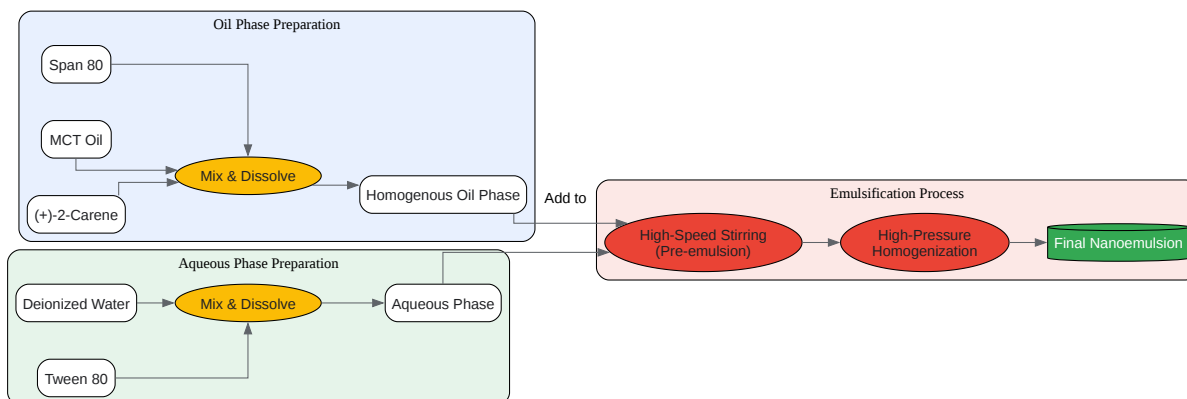 Oil Phase Preparation
Span 80
MCT Oil
(+)-2-Carene
Mix & Dissolve
Homogenous Oil Phase
Add to
Aqueous Phase Preparation
Deionized Water
Tween 80
Mix & Dissolve
Aqueous Phase
Emulsification Process
High-Speed Stirring
(Pre-emulsion)
High-Pressure
Homogenization
Final Nanoemulsion